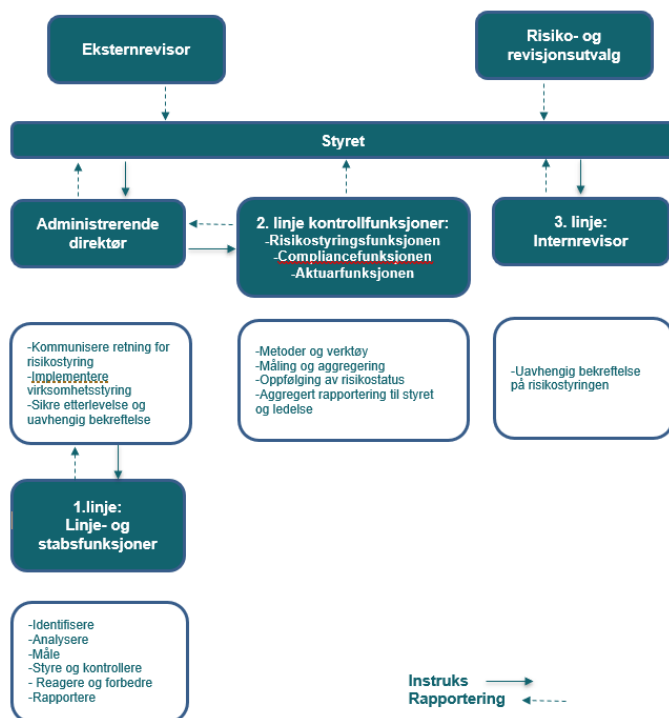 Eksternrevisor
Risiko- og
revisjonsutvalg
Styret
Administrerende
direktør
2. linje kontrollfunksjoner:
-Risikostyringsfunksjonen
-Compliancefunksjonen
-Aktuarfunksjonen
3. linje:
Internrevisor
-Kommunisere retning for
risikostyring
-Implementere
virksomhetsstyring
-Sikre etterlevelse og
uavhengig bekreftelse
-Metoder og verktøy
-Måling og aggregering
-Oppfølging av risikostatus
-Aggregert rapportering til styret
og ledelse
-Uavhengig bekreftelse
på risikostyringen
1.linje:
Linje- og
stabsfunksjoner
-Identifisere
-Analysere
-Måle
-Styre og kontrollere
- Reagere og forbedre
-Rapportere
Instruks
Rapportering